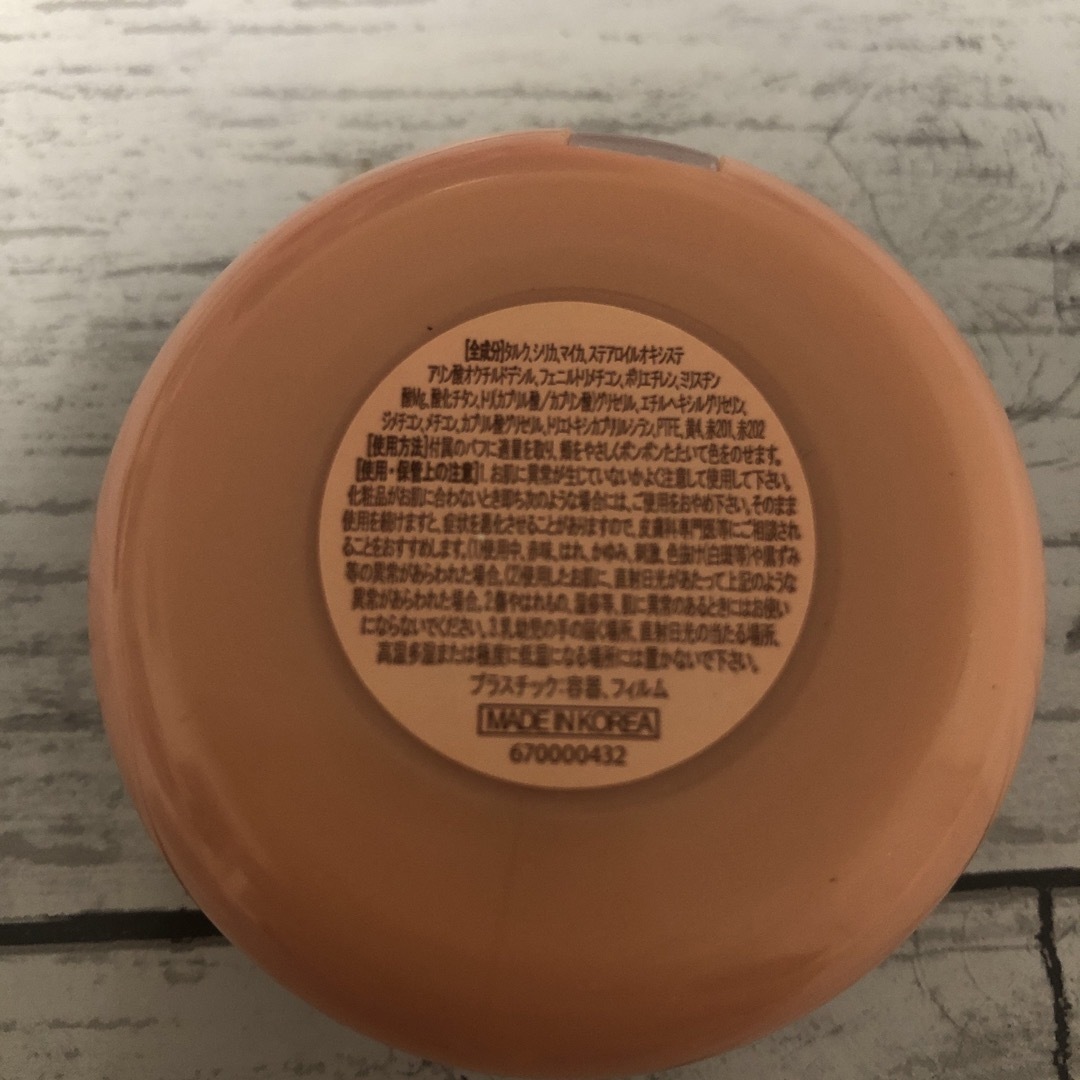 [全成分]タルク、シリカ、マイカ、ステアロイルオキシステ
アリン酸オクチルドデシル、フェニルトリメチコン、ポリエチレン、ミリスチン
酸Mg、酸化チタン、トリ(カプリル酸/カプリン酸)グリセリル、エチルヘキシルグリセリン、
ジメチコン、メチコン、カプリル酸グリセリル、トリエトキシカプリリルシラン、PTFE、黄4、赤201、赤202
[使用方法]付属のパフに適量を取り、頬をやさしくポンポンたたいて色をのせます。
[使用・保管上の注意]1. お肌に異常が生じていないかよく注意して使用して下さい。
化粧品がお肌に合わないとき即ち次のような場合には、ご使用をおやめ下さい。そのまま
使用を続けますと、症状を悪化させることがありますので、皮膚科専門医等にご相談され
ることをおすすめします。(1)使用中、赤味、はれ、かゆみ、刺激、色抜け(白斑等)や黒ずみ
等の異常があらわれた場合。(2)使用したお肌に、直射日光があたって上記のような
異常があらわれた場合。2.傷やはれもの、湿疹等、肌に異常のあるときにはお使い
にならないでください。3.乳幼児の手の届く場所、直射日光の当たる場所、
高温多湿または極度に低温になる場所には置かないで下さい。
プラスチック:容器、フィルム
MADE IN KOREA
670000432